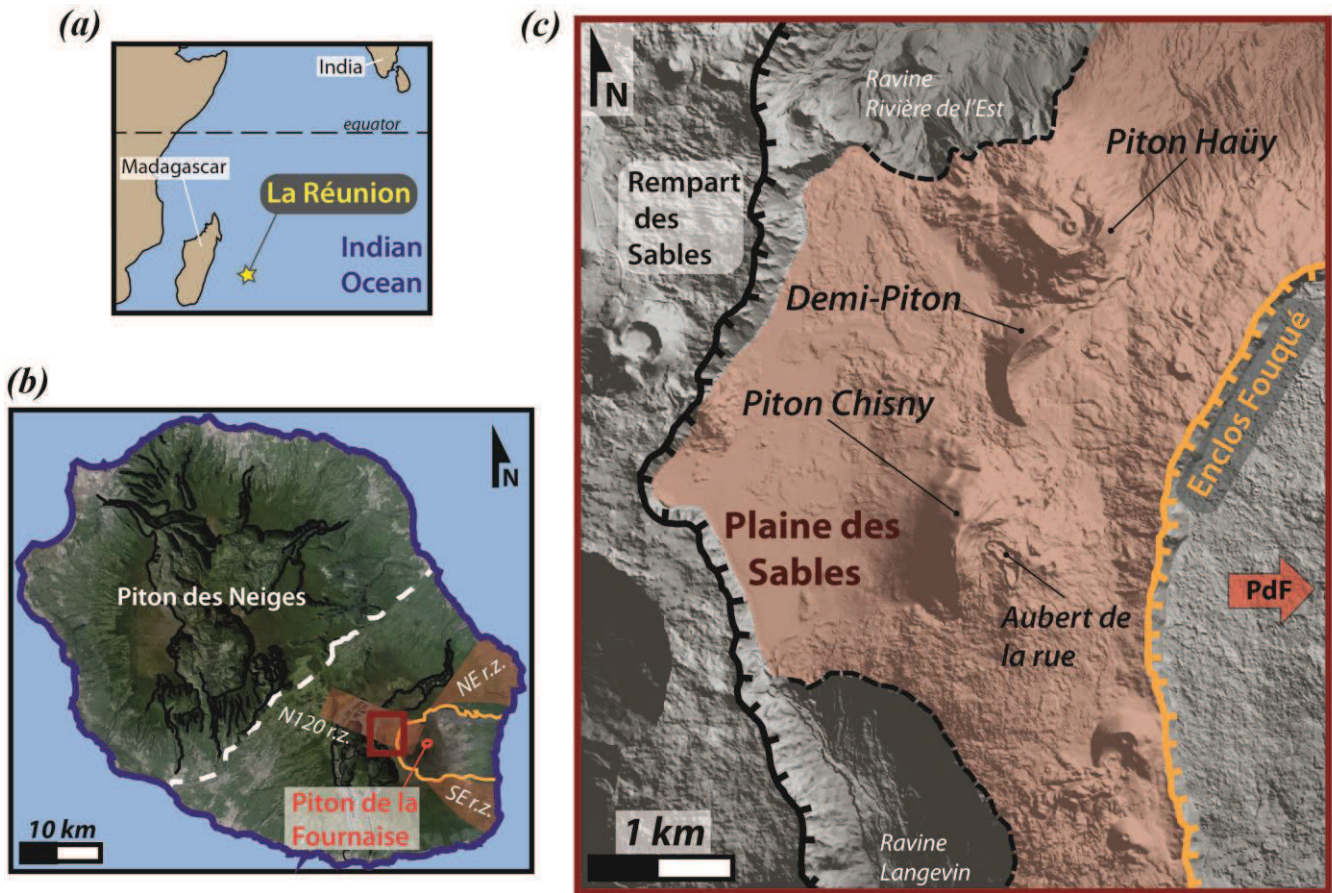 (a)
India
equator
Madagascar
La Réunion
Indian
Ocean
(b)
N
Piton des Neiges
NE r.z.
N120 r.z.
SE r.z.
Piton de la
Fournaise
10 km
(c)
N
Ravine
Rivière de l'Est
Rempart
des
Sables
Piton Haüy
Demi-Piton
Piton Chisny
Enclos Fouqué
Plaine des
Sables
PdF
Aubert de
la rue
1 km
Ravine
Langevin